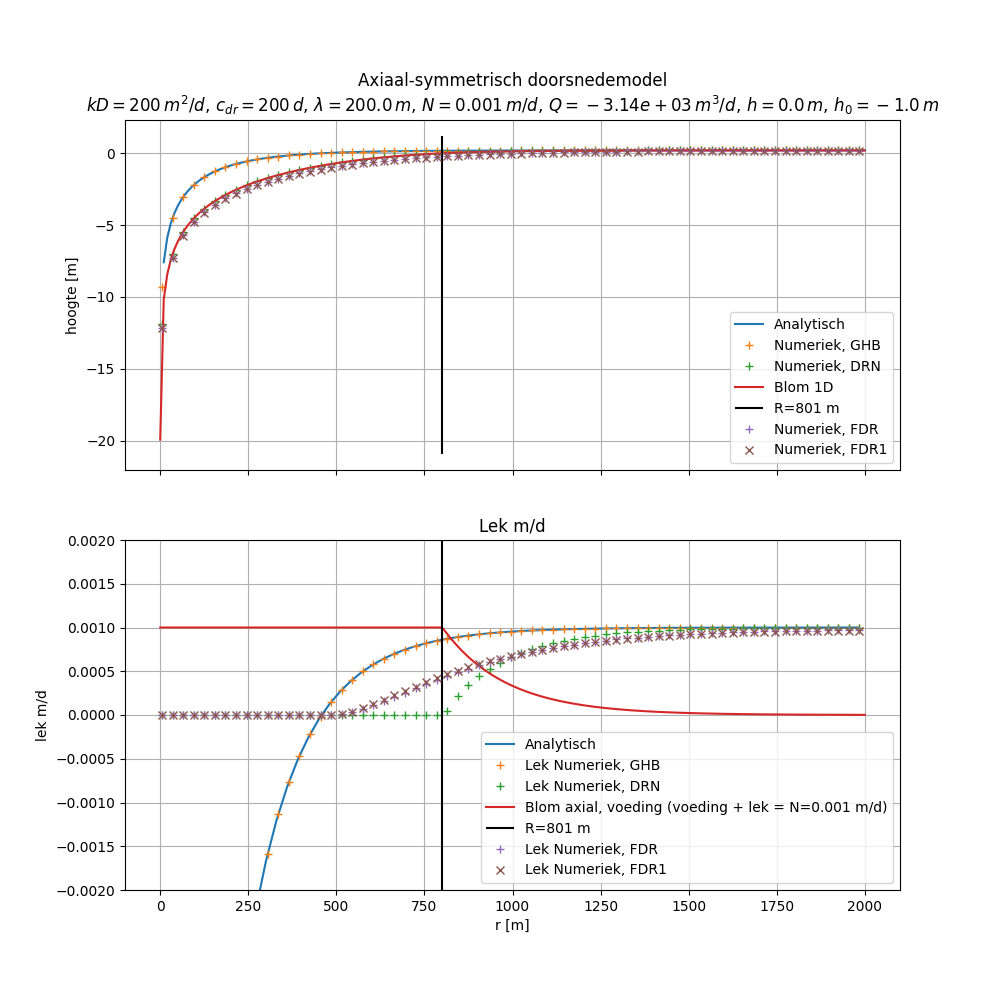 Axiaal-symmetrisch doorsnedemodel
kD = 200 m²/d, c_dr = 200 d, λ = 200.0 m, N = 0.001 m/d, Q = −3.14e + 03 m³/d, h = 0.0 m, h₀ = −1.0 m
0
−5
−10
−15
−20
hoogte [m]
Analytisch
Numeriek, GHB
Numeriek, DRN
Blom 1D
R=801 m
Numeriek, FDR
Numeriek, FDR1
Lek m/d
0.0020
0.0015
0.0010
0.0005
0.0000
−0.0005
−0.0010
−0.0015
−0.0020
lek m/d
Analytisch
Lek Numeriek, GHB
Lek Numeriek, DRN
Blom axial, voeding (voeding + lek = N=0.001 m/d)
R=801 m
Lek Numeriek, FDR
Lek Numeriek, FDR1
0 250 500 750 1000 1250 1500 1750 2000
r [m]